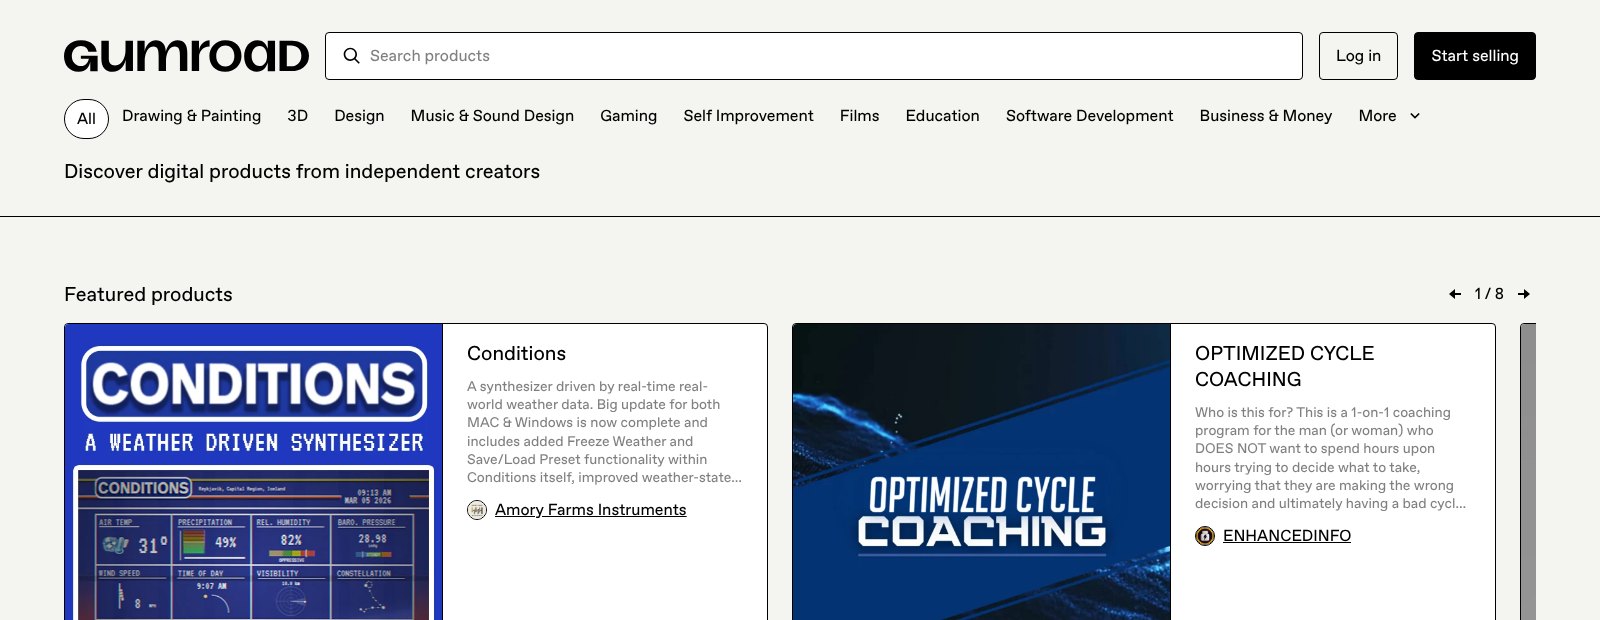 GUMROAD
Search products
Log in
Start selling
All
Drawing & Painting
3D
Design
Music & Sound Design
Gaming
Self Improvement
Films
Education
Software Development
Business & Money
More
Discover digital products from independent creators
Featured products
1 / 8
CONDITIONS
A WEATHER DRIVEN SYNTHESIZER
CONDITIONS
Reykjavik, Capital Region, Iceland
09:13 AM
MAR 05 2026
AIR TEMP
31°
PRECIPITATION
49%
REL. HUMIDITY
82%
OPPRESSIVE
BARO. PRESSURE
28.98
WIND SPEED
8 MPH
TIME OF DAY
9:07 AM
VISIBILITY
CONSTELLATION
Conditions
A synthesizer driven by real-time real-
world weather data. Big update for both
MAC & Windows is now complete and
includes added Freeze Weather and
Save/Load Preset functionality within
Conditions itself, improved weather-state...
Amory Farms Instruments
OPTIMIZED CYCLE
COACHING
OPTIMIZED CYCLE
COACHING
Who is this for? This is a 1-on-1 coaching
program for the man (or woman) who
DOES NOT want to spend hours upon
hours trying to decide what to take,
worrying that they are making the wrong
decision and ultimately having a bad cycl...
ENHANCEDINFO